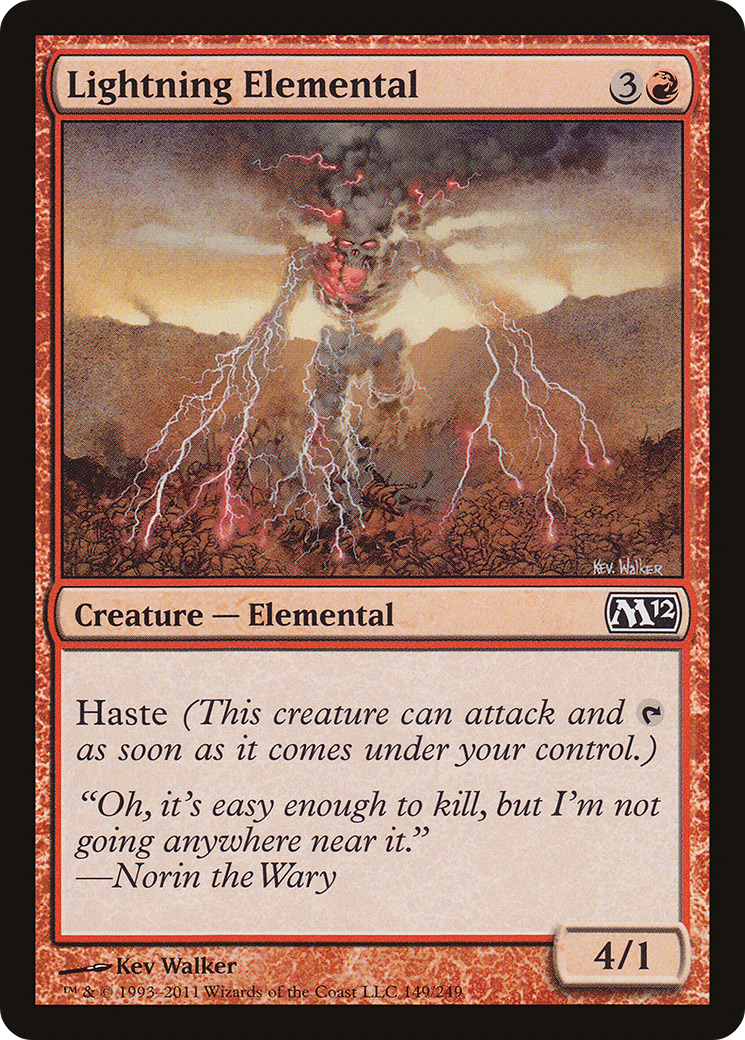 Lightning Elemental 3
KEV. WALKER
Creature — Elemental M12
Haste (This creature can attack and
as soon as it comes under your control.)
“Oh, it’s easy enough to kill, but I’m not
going anywhere near it.”
—Norin the Wary
4/1
Kev Walker
™ & © 1993–2011 Wizards of the Coast LLC 149/249